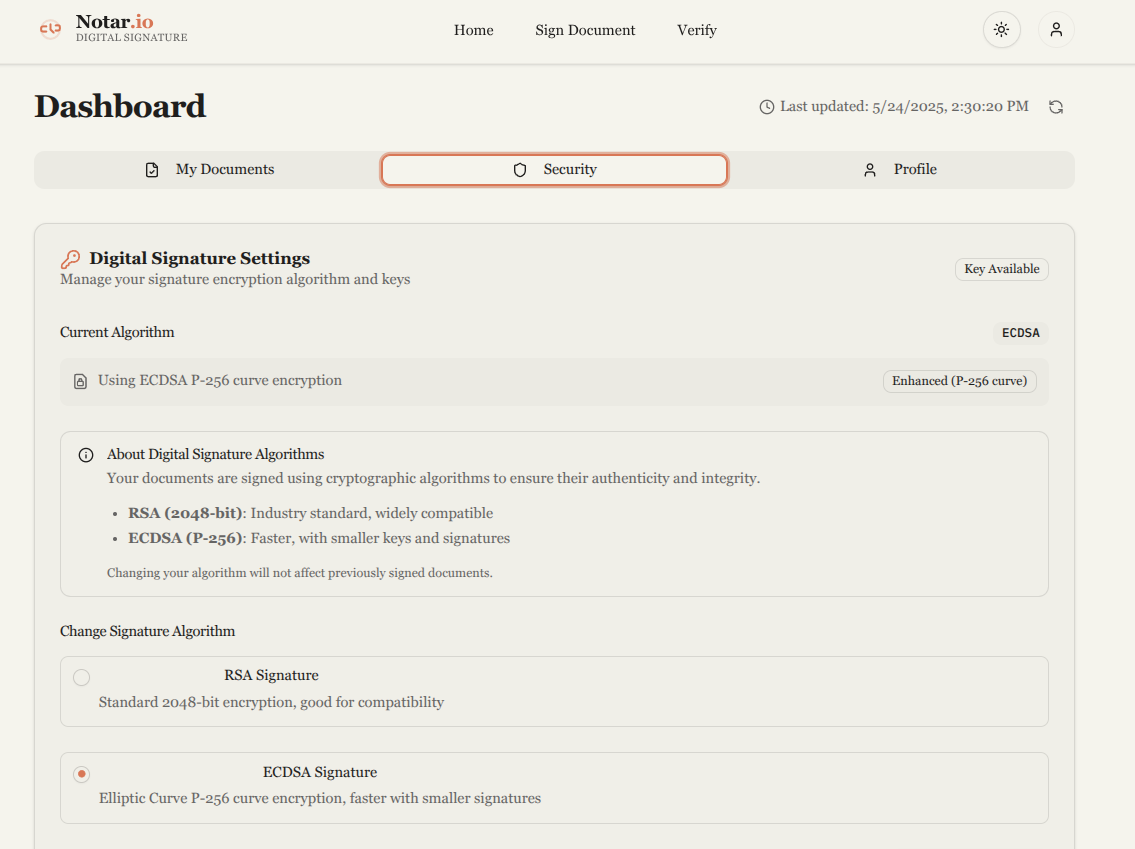 Notar.io
DIGITAL SIGNATURE
Home
Sign Document
Verify
Dashboard
Last updated: 5/24/2025, 2:30:20 PM
My Documents
Security
Profile
Digital Signature Settings
Manage your signature encryption algorithm and keys
Key Available
Current Algorithm
ECDSA
Using ECDSA P-256 curve encryption
Enhanced (P-256 curve)
About Digital Signature Algorithms
Your documents are signed using cryptographic algorithms to ensure their authenticity and integrity.
• RSA (2048-bit): Industry standard, widely compatible
• ECDSA (P-256): Faster, with smaller keys and signatures
Changing your algorithm will not affect previously signed documents.
Change Signature Algorithm
RSA Signature
Standard 2048-bit encryption, good for compatibility
ECDSA Signature
Elliptic Curve P-256 curve encryption, faster with smaller signatures